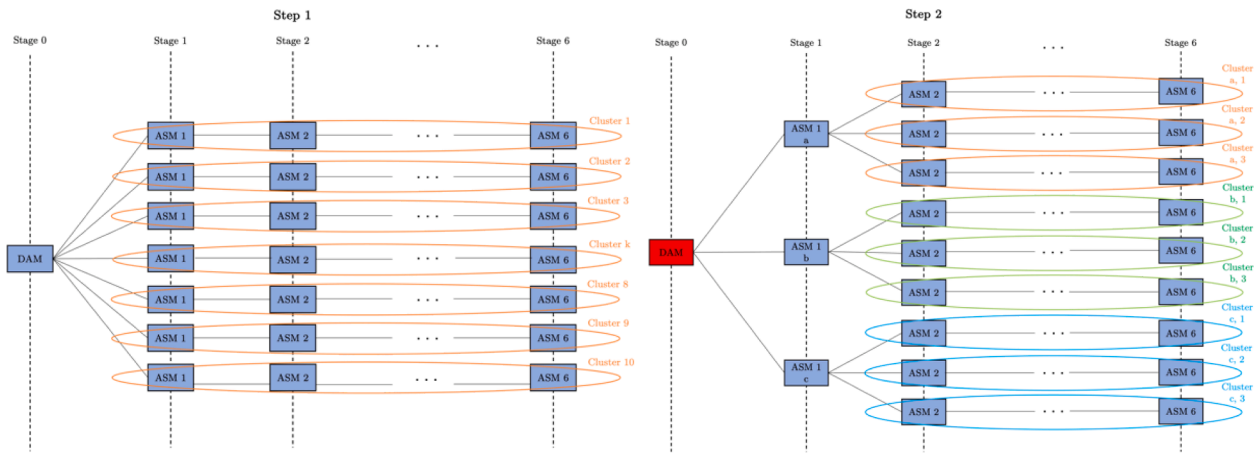 Step 1
Stage 0
Stage 1
Stage 2
. . .
Stage 6
Cluster 1
ASM 1
ASM 2
. . .
ASM 6
Cluster 2
ASM 1
ASM 2
. . .
ASM 6
Cluster 3
ASM 1
ASM 2
. . .
ASM 6
DAM
Cluster k
ASM 1
ASM 2
. . .
ASM 6
Cluster 8
ASM 1
ASM 2
. . .
ASM 6
Cluster 9
ASM 1
ASM 2
. . .
ASM 6
Cluster 10
ASM 1
ASM 2
. . .
ASM 6
Step 2
Stage 0
Stage 1
Stage 2
. . .
Stage 6
DAM
ASM 1
a
Cluster
a, 1
ASM 2
. . .
ASM 6
Cluster
a, 2
ASM 2
. . .
ASM 6
Cluster
a, 3
ASM 2
. . .
ASM 6
ASM 1
b
Cluster
b, 1
ASM 2
. . .
ASM 6
Cluster
b, 2
ASM 2
. . .
ASM 6
Cluster
b, 3
ASM 2
. . .
ASM 6
ASM 1
c
Cluster
c, 1
ASM 2
. . .
ASM 6
Cluster
c, 2
ASM 2
. . .
ASM 6
Cluster
c, 3
ASM 2
. . .
ASM 6